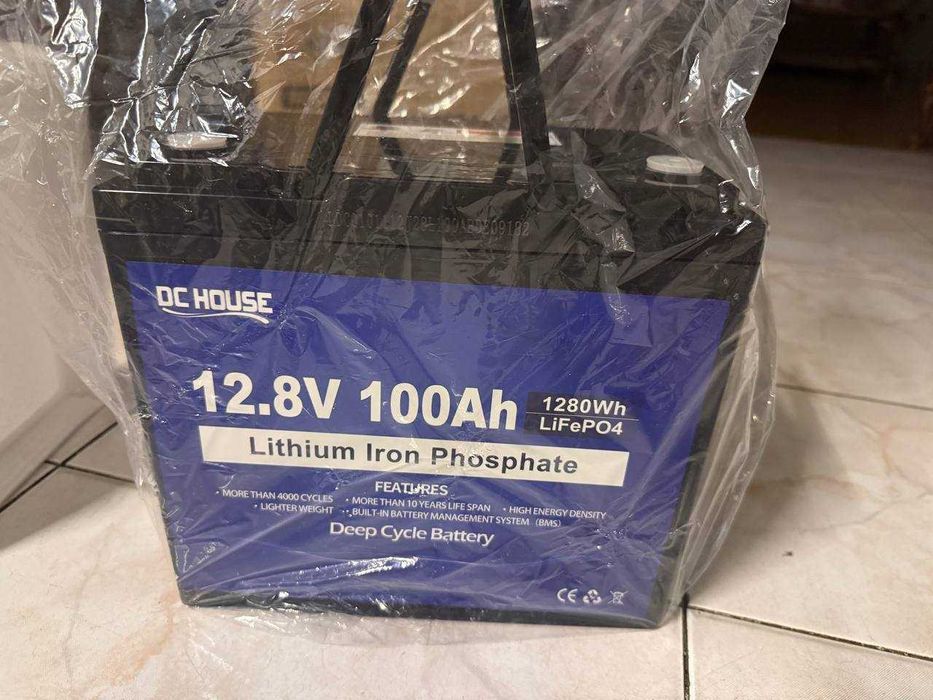 DC HOUSE
12.8V 100Ah
1280Wh
LiFePO4
Lithium Iron Phosphate
FEATURES
• MORE THAN 4000 CYCLES • MORE THAN 10 YEARS LIFE SPAN • HIGH ENERGY DENSITY
• LIGHTER WEIGHT • BUILT-IN BATTERY MANAGEMENT SYSTEM (BMS)
Deep Cycle Battery
CE